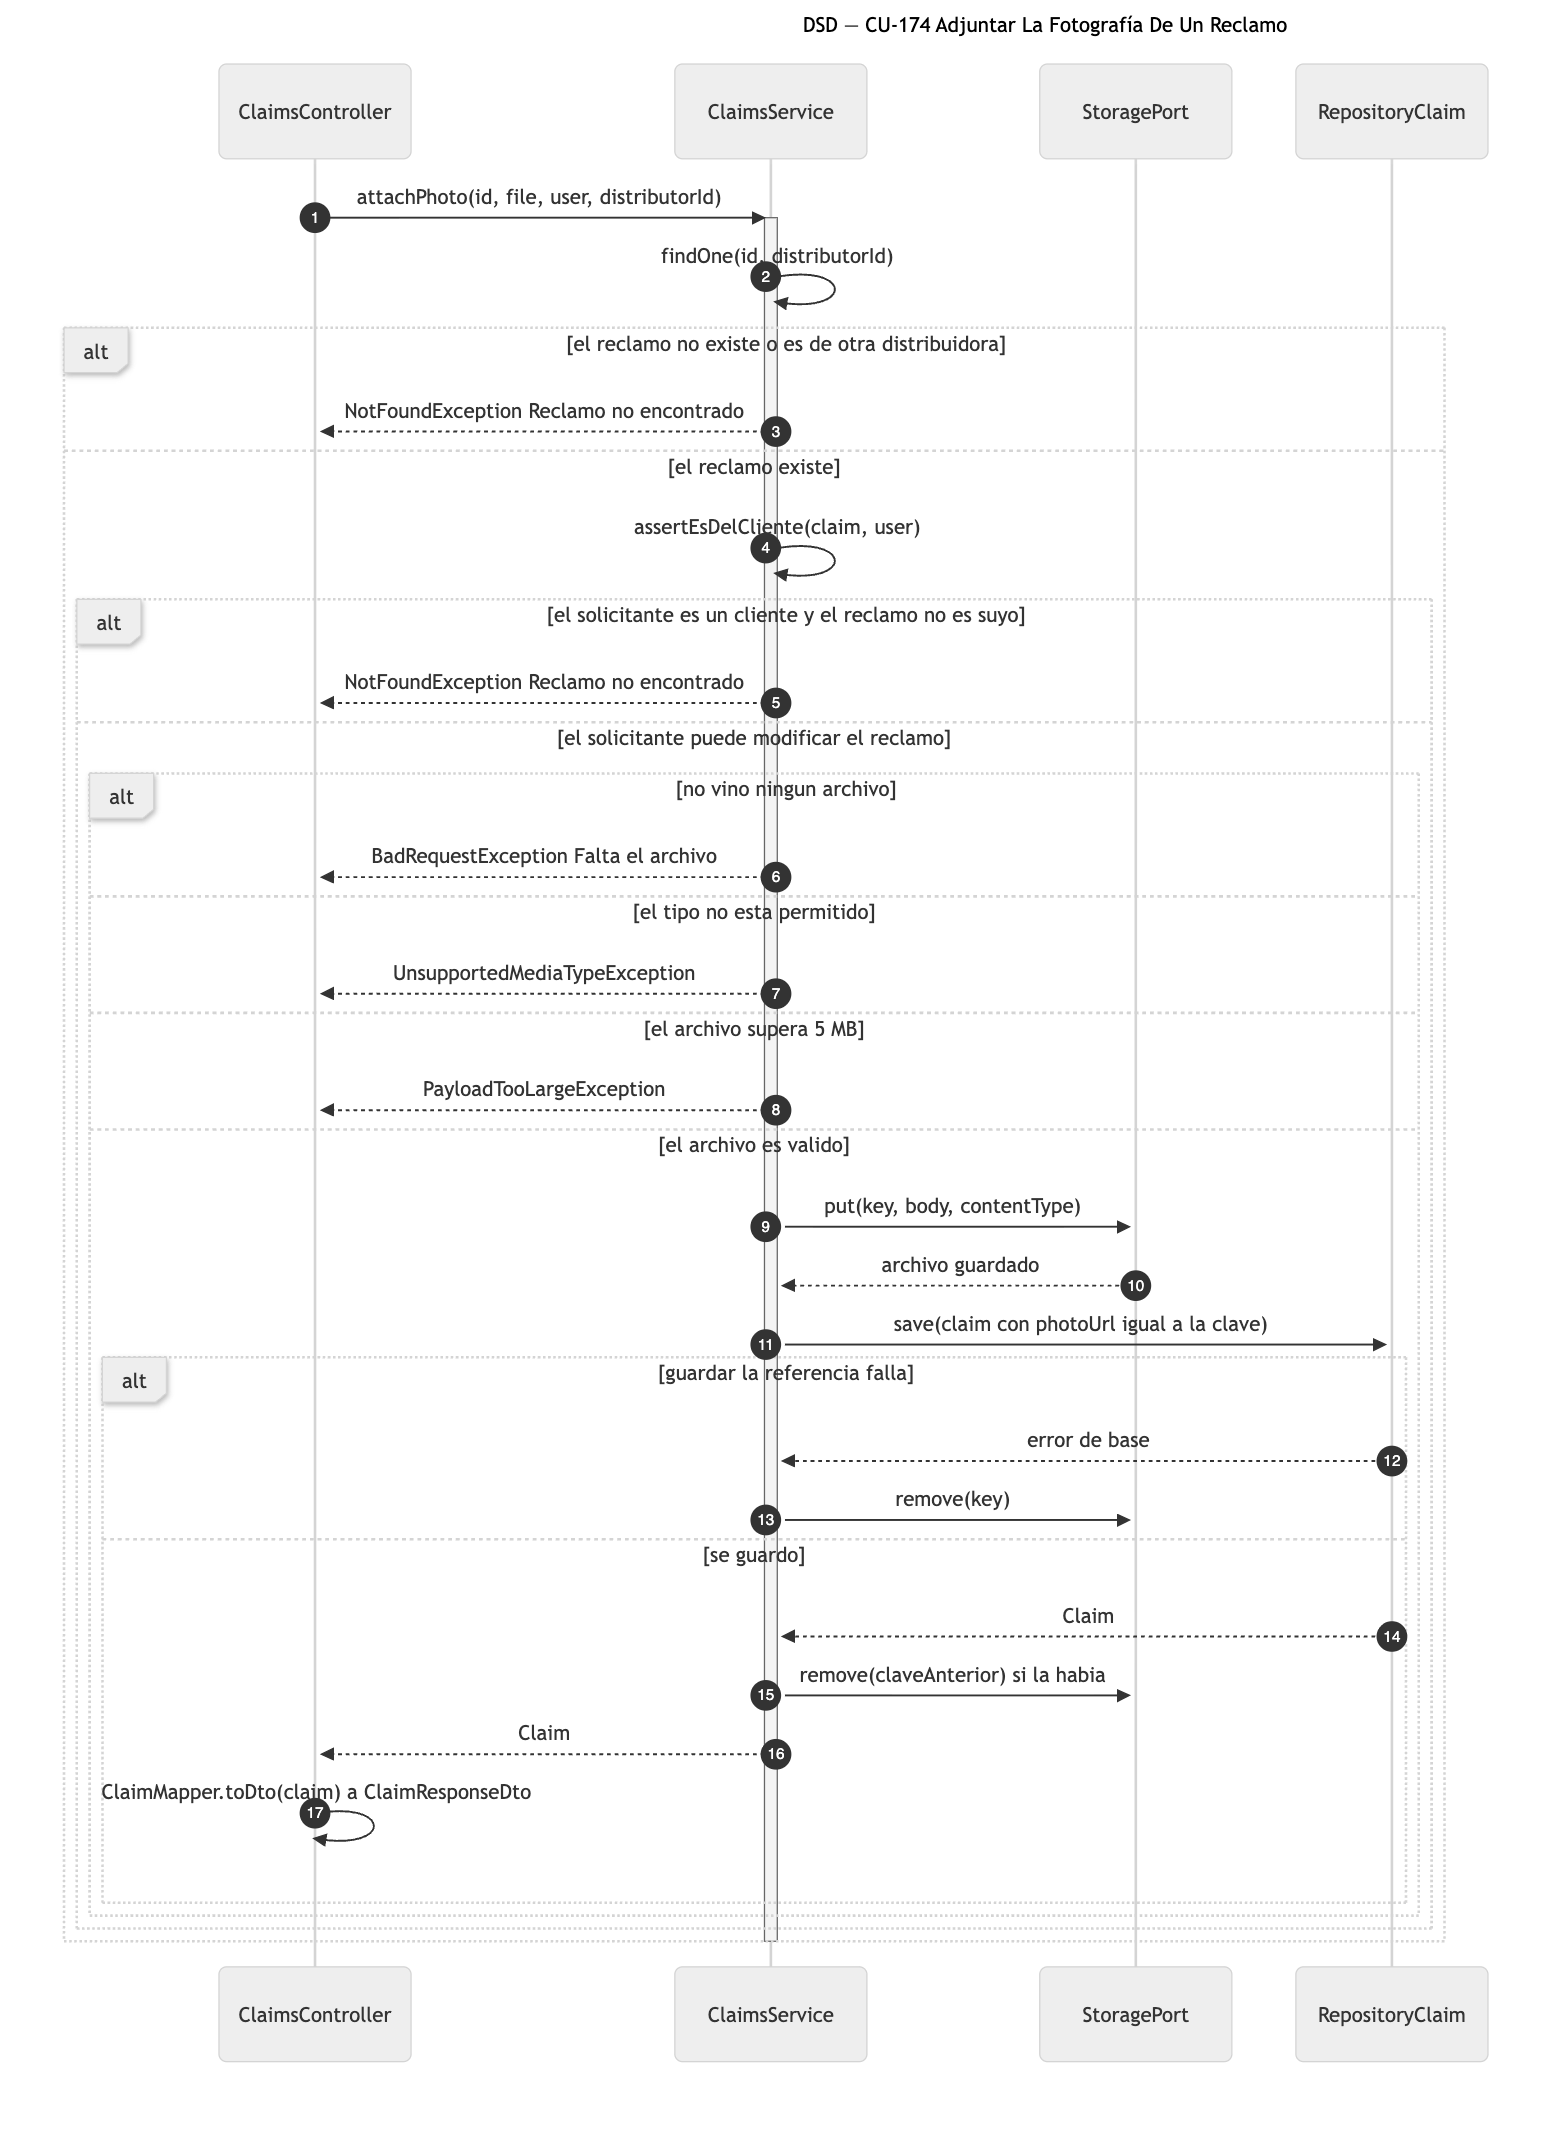 DSD — CU-174 Adjuntar La Fotografía De Un Reclamo
ClaimsController
ClaimsService
StoragePort
RepositoryClaim
attachPhoto(id, file, user, distributorId)
1
findOne(id, distributorId)
2
alt
[el reclamo no existe o es de otra distribuidora]
NotFoundException Reclamo no encontrado
3
[el reclamo existe]
assertEsDelCliente(claim, user)
4
alt
[el solicitante es un cliente y el reclamo no es suyo]
NotFoundException Reclamo no encontrado
5
[el solicitante puede modificar el reclamo]
alt
[no vino ningun archivo]
BadRequestException Falta el archivo
6
[el tipo no esta permitido]
UnsupportedMediaTypeException
7
[el archivo supera 5 MB]
PayloadTooLargeException
8
[el archivo es valido]
put(key, body, contentType)
9
archivo guardado
10
save(claim con photoUrl igual a la clave)
11
alt
[guardar la referencia falla]
error de base
12
remove(key)
13
[se guardo]
Claim
14
remove(claveAnterior) si la habia
15
Claim
16
ClaimMapper.toDto(claim) a ClaimResponseDto
17
ClaimsController
ClaimsService
StoragePort
RepositoryClaim